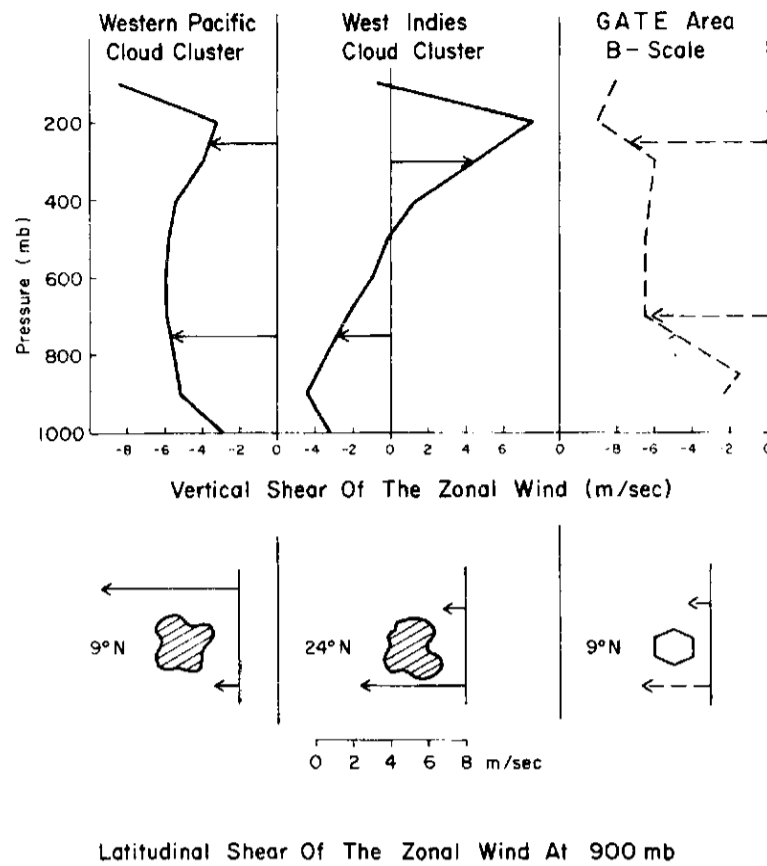 Western Pacific
Cloud Cluster
West Indies
Cloud Cluster
GATE Area
B-Scale
200
400
600
800
1000
Pressure (mb)
-8 -6 -4 -2 0
-4 -2 0 2 4 6
0 -8 -6 -4 -2 0
Vertical Shear Of The Zonal Wind (m/sec)
9°N
24°N
9°N
0 2 4 6 8 m/sec
Latitudinal Shear Of The Zonal Wind At 900 mb